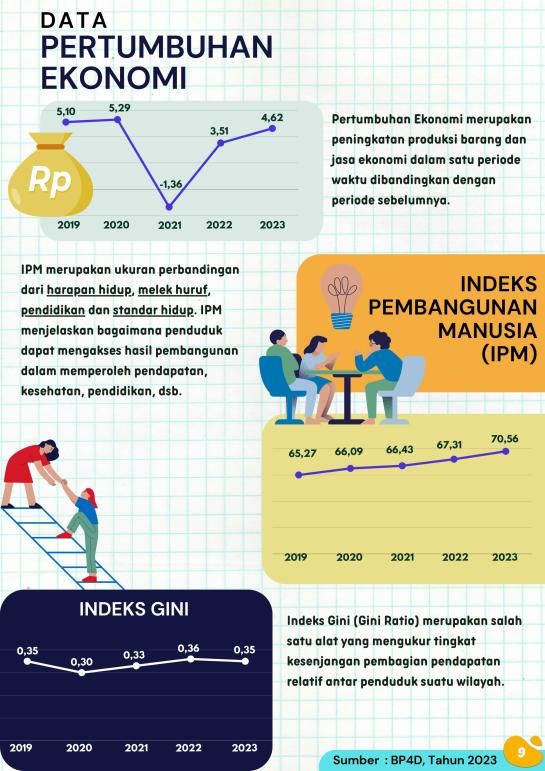 DATA
PERTUMBUHAN
EKONOMI
5,10
5,29
-1,36
3,51
4,62
Rp
2019
2020
2021
2022
2023
Pertumbuhan Ekonomi merupakan
peningkatan produksi barang dan
jasa ekonomi dalam satu periode
waktu dibandingkan dengan
periode sebelumnya.
IPM merupakan ukuran perbandingan
dari harapan hidup, melek huruf,
pendidikan dan standar hidup. IPM
menjelaskan bagaimana penduduk
dapat mengakses hasil pembangunan
dalam memperoleh pendapatan,
kesehatan, pendidikan, dsb.
INDEKS
PEMBANGUNAN
MANUSIA
(IPM)
65,27
66,09
66,43
67,31
70,56
2019
2020
2021
2022
2023
INDEKS GINI
0,35
0,30
0,33
0,36
0,35
2019
2020
2021
2022
2023
Indeks Gini (Gini Ratio) merupakan salah
satu alat yang mengukur tingkat
kesenjangan pembagian pendapatan
relatif antar penduduk suatu wilayah.
Sumber : BP4D, Tahun 2023
9